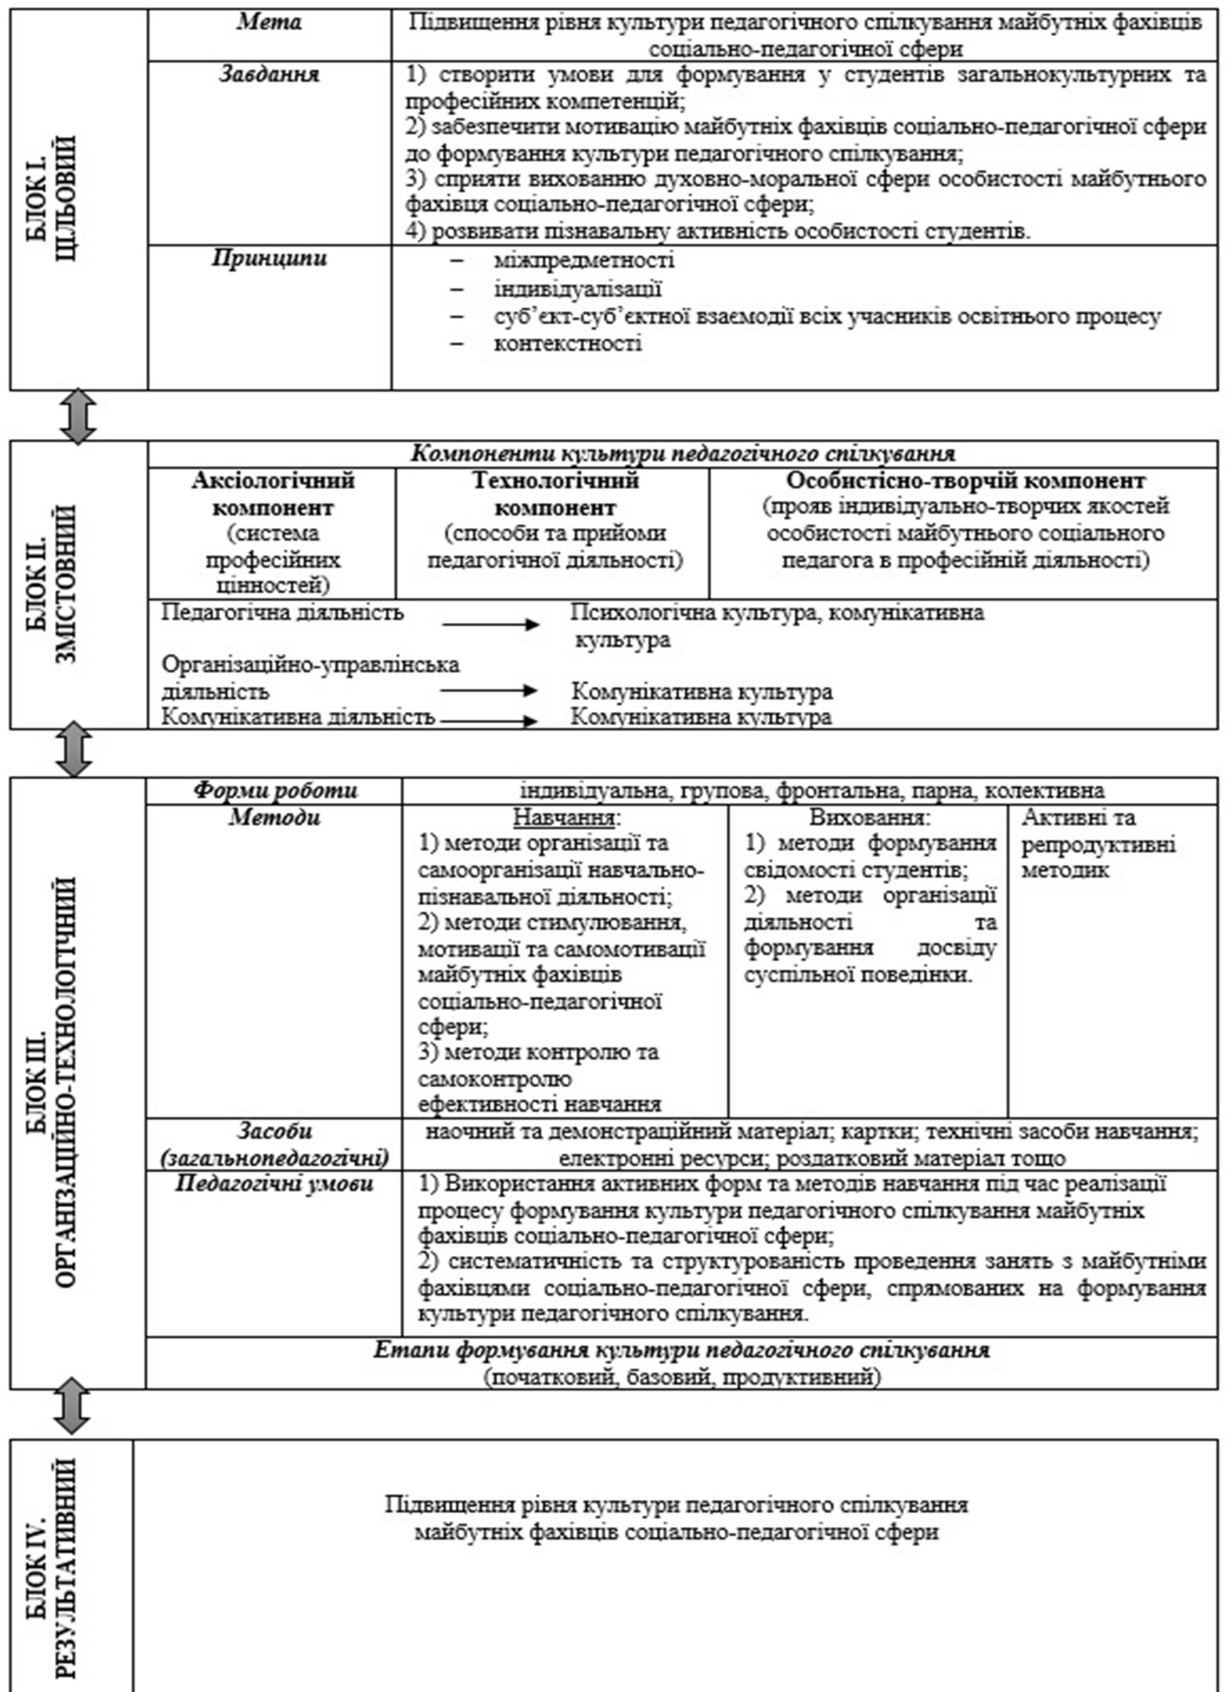 БЛОК І.
ЦІЛЬОВИЙ
Мета
Підвищення рівня культури педагогічного спілкування майбутніх фахівців
соціально-педагогічної сфери
Завдання
1) створити умови для формування у студентів загальнокультурних та
професійних компетенцій;
2) забезпечити мотивацію майбутніх фахівців соціально-педагогічної сфери
до формування культури педагогічного спілкування;
3) сприяти вихованню духовно-моральної сфери особистості майбутнього
фахівця соціально-педагогічної сфери;
4) розвивати пізнавальну активність особистості студентів.
Принципи
– міжпредметності
– індивідуалізації
– суб’єкт-суб’єктної взаємодії всіх учасників освітнього процесу
– контекстності
БЛОК ІІ.
ЗМІСТОВНИЙ
Компоненти культури педагогічного спілкування
Аксіологічний
компонент
(система
професійних
цінностей)
Технологічний
компонент
(способи та прийоми
педагогічної діяльності)
Особистісно-творчій компонент
(прояв індивідуально-творчих якостей
особистості майбутнього соціального
педагога в професійній діяльності)
Педагогічна діяльність
Психологічна культура, комунікативна
культура
Організаційно-управлінська
діяльність
Комунікативна культура
Комунікативна діяльність
Комунікативна культура
БЛОК ІІІ.
ОРГАНІЗАЦІЙНО-ТЕХНОЛОГІЧНИЙ
Форми роботи
індивідуальна, групова, фронтальна, парна, колективна
Методи
Навчання:
1) методи організації та
самоорганізації навчально-
пізнавальної діяльності;
2) методи стимулювання,
мотивації та самомотивації
майбутніх фахівців
соціально-педагогічної
сфери;
3) методи контролю та
самоконтролю
ефективності навчання
Виховання:
1) методи формування
свідомості студентів;
2) методи організації
діяльності та
формування досвіду
суспільної поведінки.
Активні та
репродуктивні
методик
Засоби
(загальнопедагогічні)
наочний та демонстраційний матеріал; картки; технічні засоби навчання;
електронні ресурси; роздатковий матеріал тощо
Педагогічні умови
1) Використання активних форм та методів навчання під час реалізації
процесу формування культури педагогічного спілкування майбутніх
фахівців соціально-педагогічної сфери;
2) систематичність та структурованість проведення занять з майбутніми
фахівцями соціально-педагогічної сфери, спрямованих на формування
культури педагогічного спілкування.
Етапи формування культури педагогічного спілкування
(початковий, базовий, продуктивний)
БЛОК IV.
РЕЗУЛЬТАТИВНИЙ
Підвищення рівня культури педагогічного спілкування
майбутніх фахівців соціально-педагогічної сфери